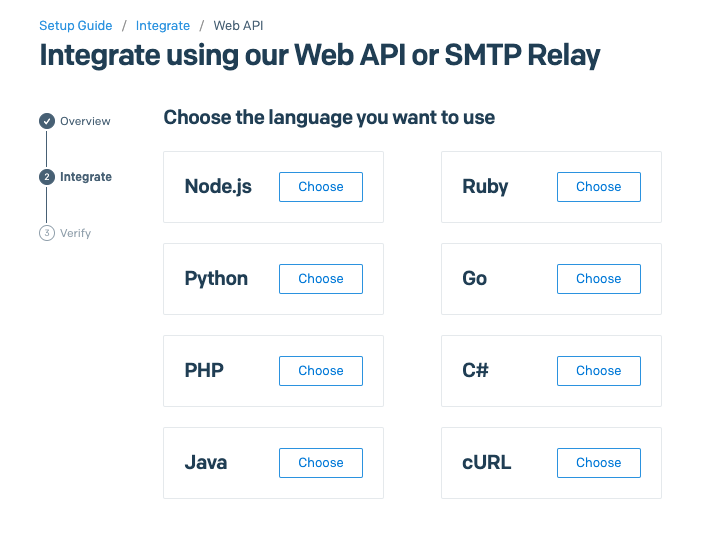 Setup Guide / Integrate / Web API
Integrate using our Web API or SMTP Relay
Overview
2 Integrate
3 Verify
Choose the language you want to use
Node.js Choose
Ruby Choose
Python Choose
Go Choose
PHP Choose
C# Choose
Java Choose
cURL Choose